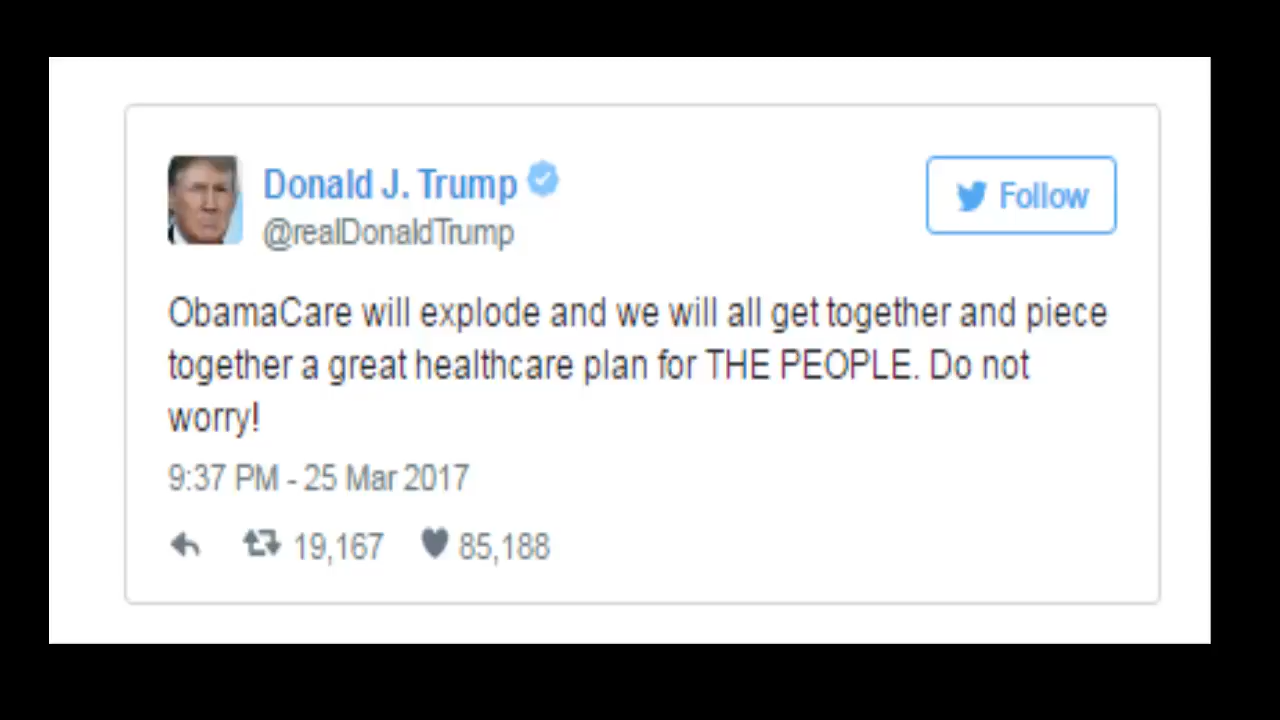 Donald J. Trump
Follow
@realDonaldTrump
ObamaCare will explode and we will all get together and piece
together a great healthcare plan for THE PEOPLE. Do not
worry!
9:37 PM - 25 Mar 2017
19,167 85,188